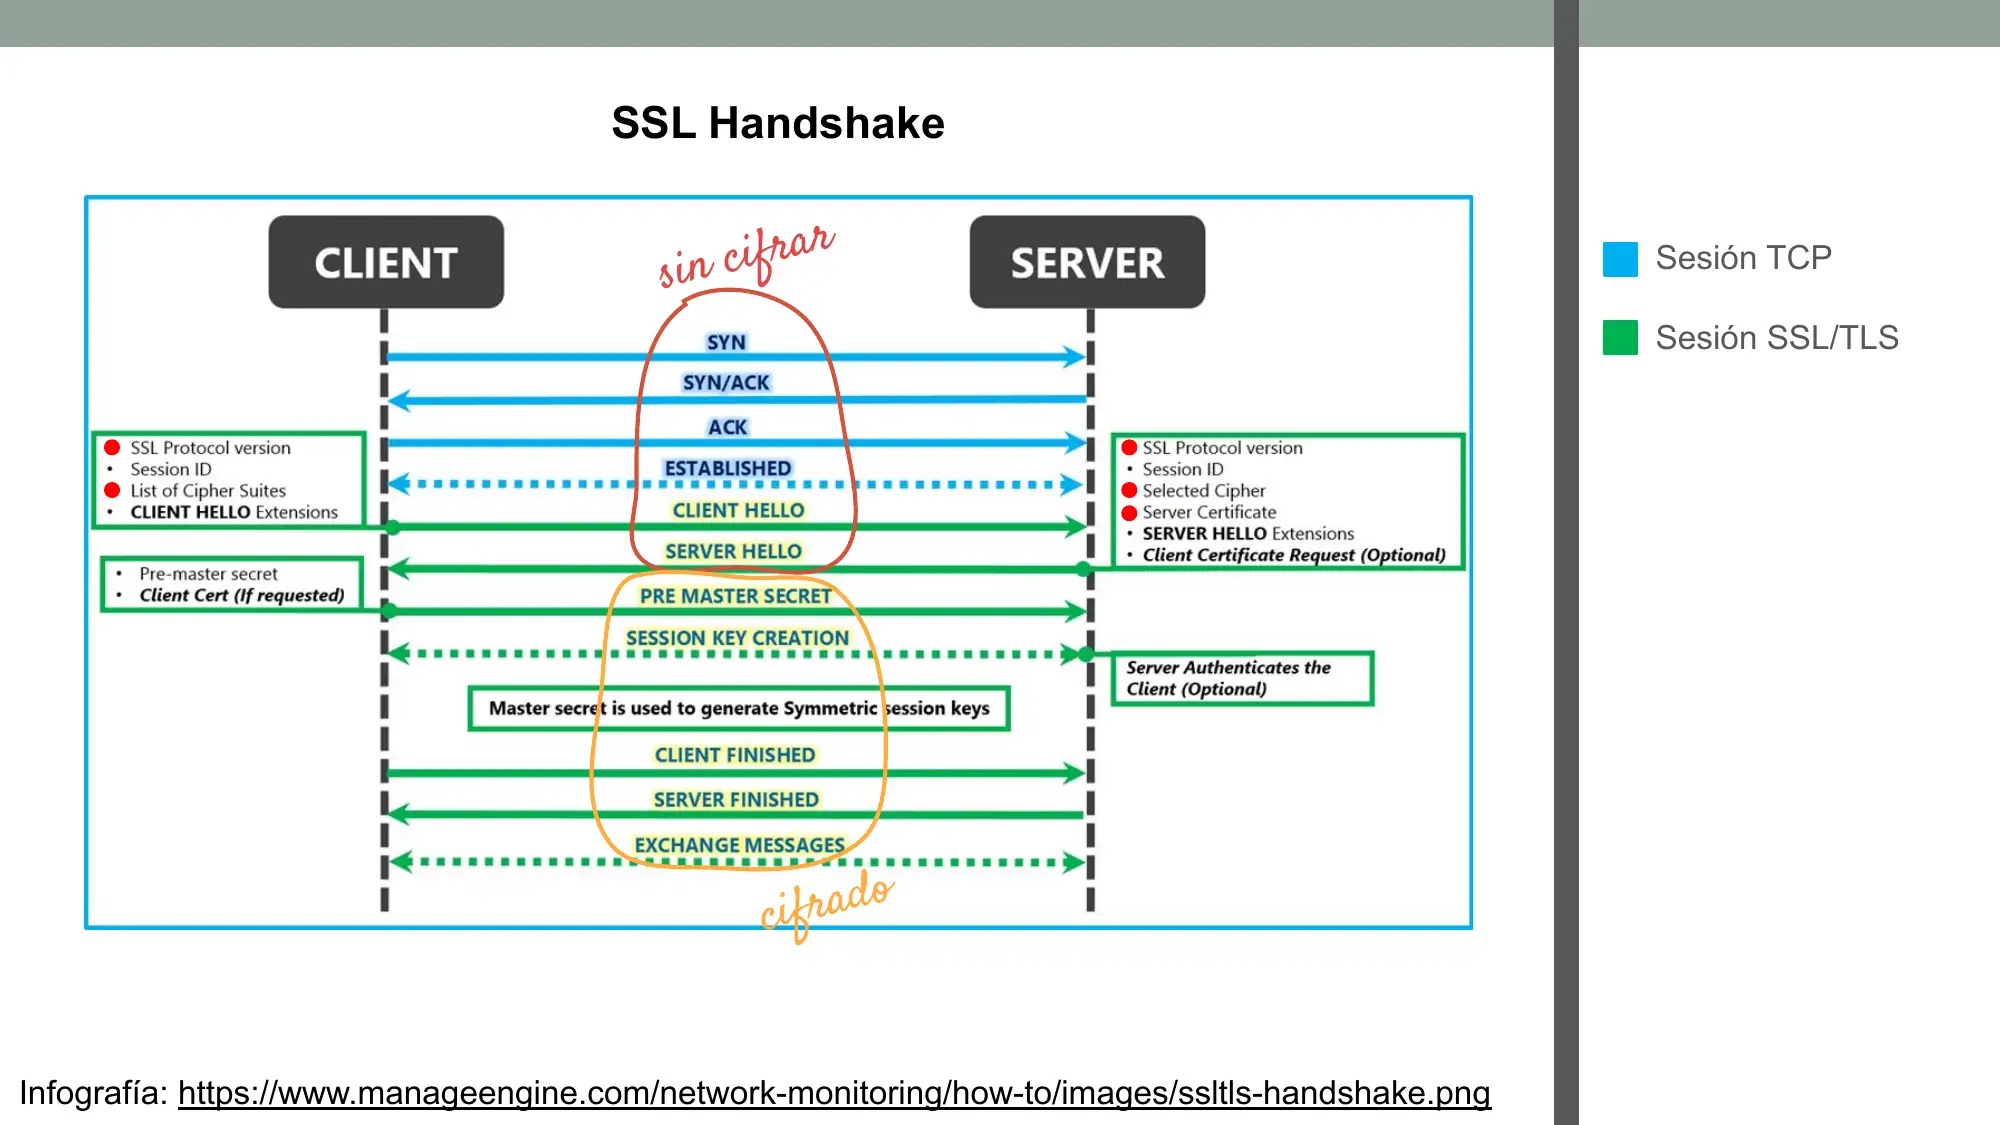 SSL Handshake
CLIENT
sin cifrar
SERVER
Sesión TCP
Sesión SSL/TLS
SYN
SYN/ACK
ACK
ESTABLISHED
CLIENT HELLO
SERVER HELLO
SSL Protocol version
Session ID
List of Cipher Suites
CLIENT HELLO Extensions
SSL Protocol version
Session ID
Selected Cipher
Server Certificate
SERVER HELLO Extensions
Client Certificate Request (Optional)
Pre-master secret
Client Cert (If requested)
PRE MASTER SECRET
SESSION KEY CREATION
Server Authenticates the
Client (Optional)
Master secret is used to generate Symmetric session keys
CLIENT FINISHED
SERVER FINISHED
EXCHANGE MESSAGES
cifrado
Infografía: https://www.manageengine.com/network-monitoring/how-to/images/ssltls-handshake.png